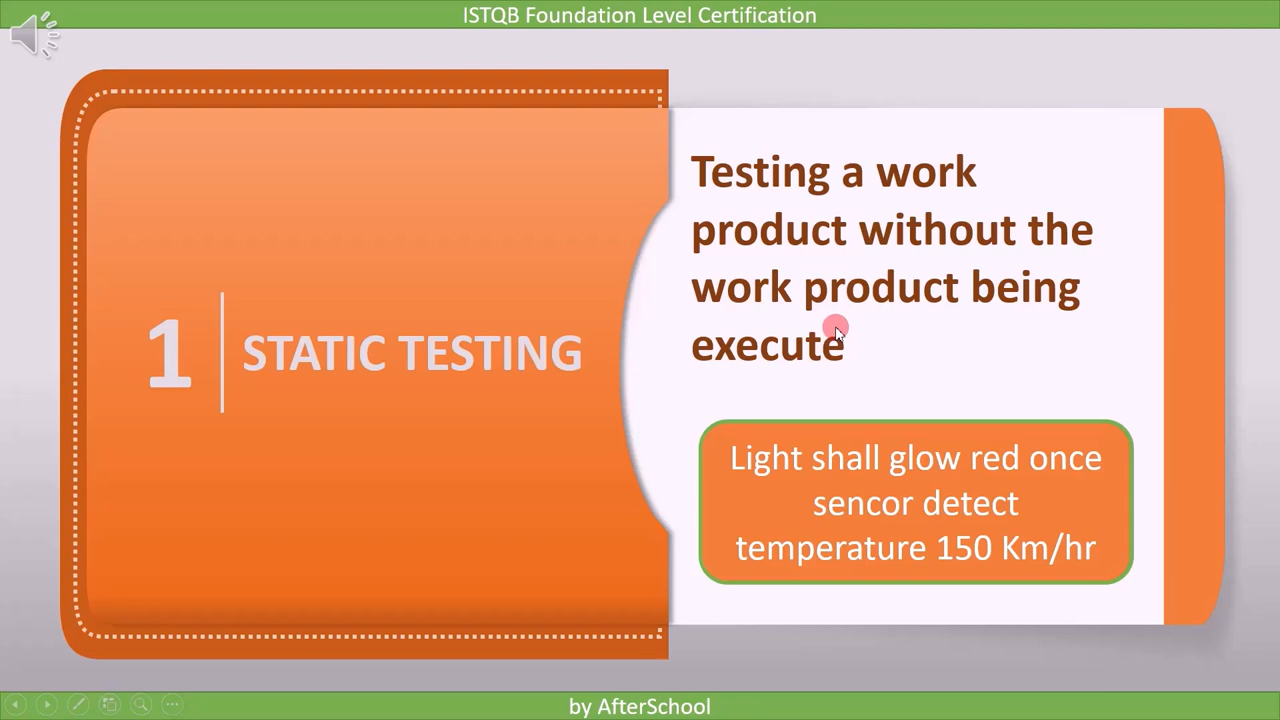 ISTQB Foundation Level Certification
1
STATIC TESTING
Testing a work
product without the
work product being
execute
Light shall glow red once
sencor detect
temperature 150 Km/hr
by AfterSchool